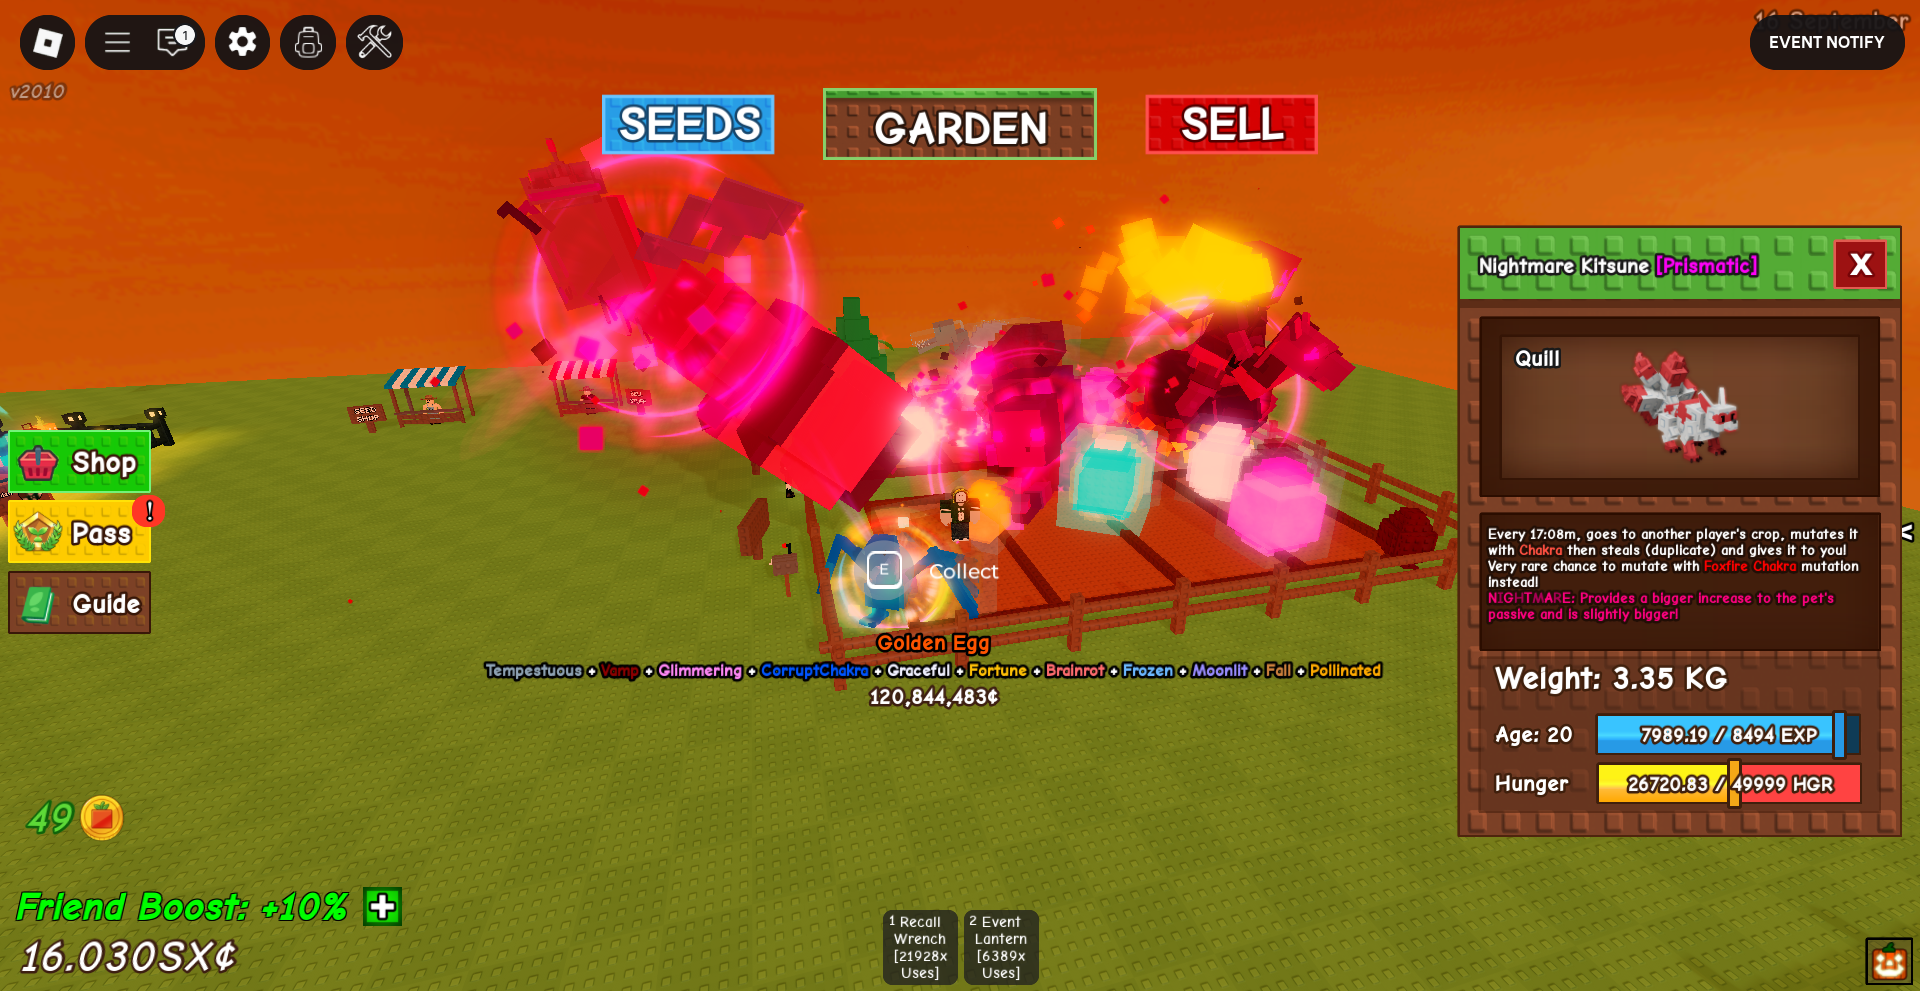 1
16 September
EVENT NOTIFY
v2010
SEEDS
GARDEN
SELL
Nightmare Kitsune [Prismatic]
X
Quill
SEED
SHOP
Shop
Pass
!
Guide
Every 17:08m, goes to another player's crop, mutates it
with Chakra then steals (duplicate) and gives it to you!
Very rare chance to mutate with Foxfire Chakra mutation
instead!
NIGHTMARE: Provides a bigger increase to the pet's
passive and is slightly bigger!
E
Collect
Golden Egg
Tempestuous + Vamp + Glimmering + CorruptChakra + Graceful + Fortune + Brainrot + Frozen + Moonlit + Fall + Pollinated
120,844,483¢
Weight: 3.35 KG
Age: 20
7989.19 / 8494 EXP
Hunger
26720.83 / 49999 HGR
49
Friend Boost: +10%
16.030SX¢
1 Recall
Wrench
[21928x
Uses]
2 Event
Lantern
[6389x
Uses]